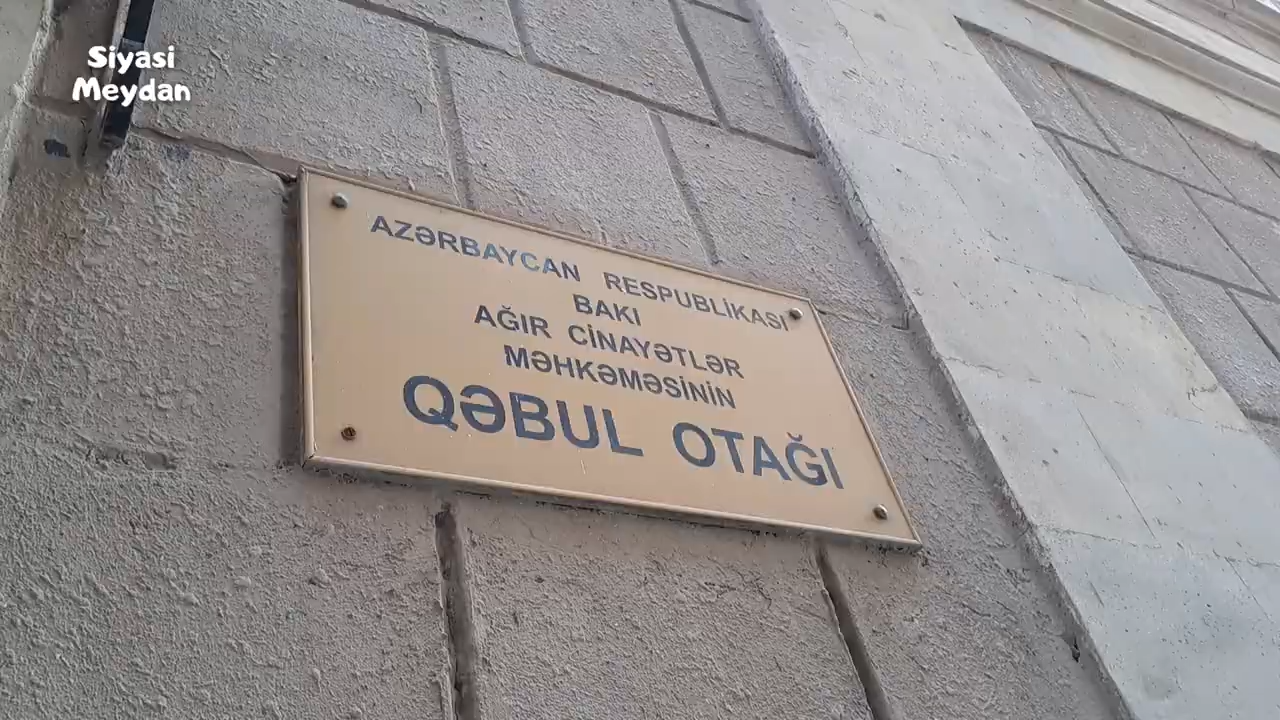 Siyasi
Meydan
AZƏRBAYCAN RESPUBLİKASI
BAKI
AĞIR CİNAYƏTLƏR
MƏHKƏMƏSİNİN
QƏBUL OTAĞI